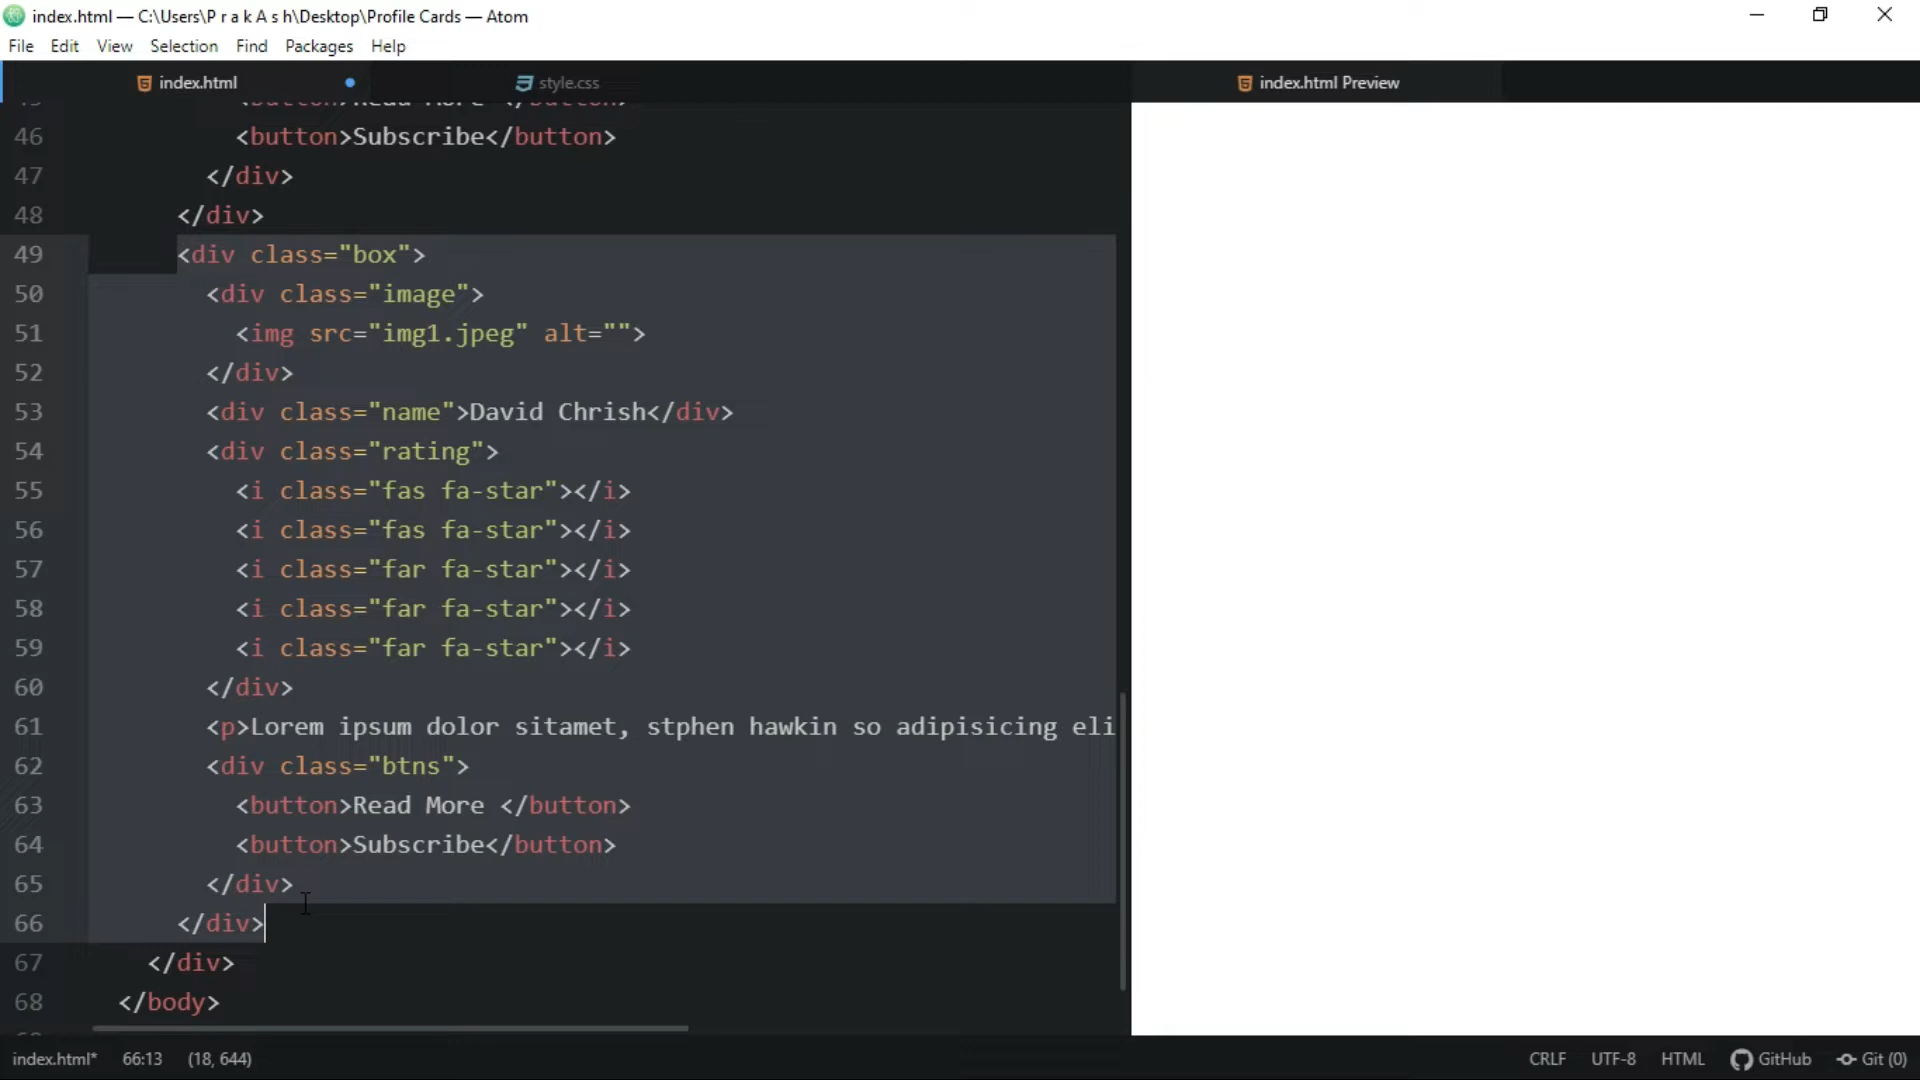 index.html — C:\Users\P r a k A s h\Desktop\Profile Cards — Atom
File Edit View Selection Find Packages Help
index.html style.css index.html Preview
46 <button>Subscribe</button>
47 </div>
48 </div>
49 <div class="box">
50 <div class="image">
51 <img src="img1.jpeg" alt="">
52 </div>
53 <div class="name">David Chrish</div>
54 <div class="rating">
55 <i class="fas fa-star"></i>
56 <i class="fas fa-star"></i>
57 <i class="far fa-star"></i>
58 <i class="far fa-star"></i>
59 <i class="far fa-star"></i>
60 </div>
61 <p>Lorem ipsum dolor sitamet, stphen hawkin so adipisicing eli
62 <div class="btns">
63 <button>Read More </button>
64 <button>Subscribe</button>
65 </div>
66 </div>
67 </div>
68 </body>
index.html* 66:13 (18, 644) CRLF UTF-8 HTML GitHub Git (0)